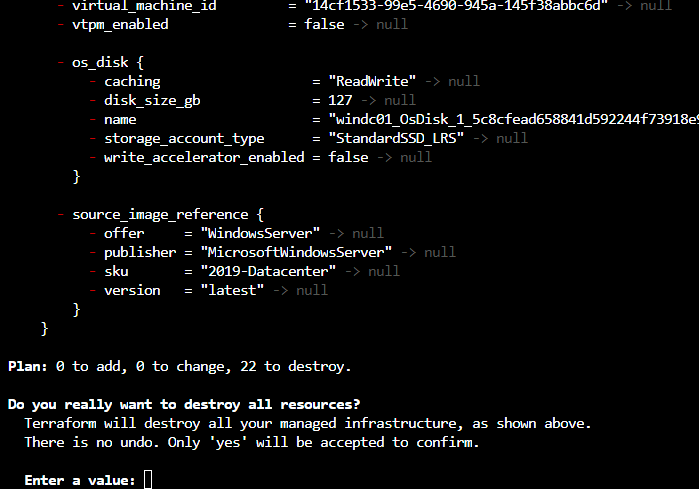 - virtual_machine_id = "14cf1533-99e5-4690-945a-145f38abbc6d" -> null
- vtpm_enabled = false -> null
- os_disk {
- caching = "ReadWrite" -> null
- disk_size_gb = 127 -> null
- name = "windc01_OsDisk_1_5c8cfead658841d592244f73918e9
- storage_account_type = "StandardSSD_LRS" -> null
- write_accelerator_enabled = false -> null
}
- source_image_reference {
- offer = "WindowsServer" -> null
- publisher = "MicrosoftWindowsServer" -> null
- sku = "2019-Datacenter" -> null
- version = "latest" -> null
}
}
Plan: 0 to add, 0 to change, 22 to destroy.
Do you really want to destroy all resources?
Terraform will destroy all your managed infrastructure, as shown above.
There is no undo. Only 'yes' will be accepted to confirm.
Enter a value: